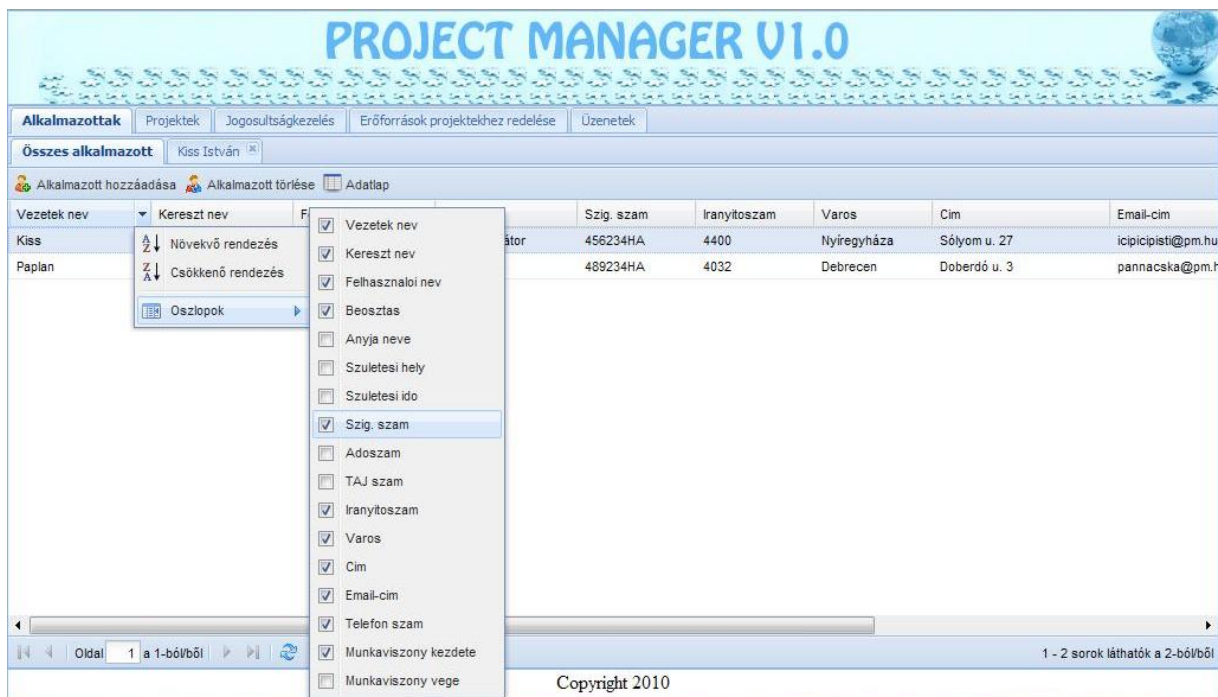 PROJECT MANAGER V1.0
Alkalmazottak Projektek Jogosultságkezelés Erőforrások projektekhez redelése Üzenetek
Összes alkalmazott Kiss István
Alkalmazott hozzáadása Alkalmazott törlése Adatlap
Vezetek nev Kereszt nev Szig. szam Iranyitoszam Varos Cim Email-cim
Kiss átor 456234HA 4400 Nyíregyháza Sólyom u. 27 icipicipisti@pm.hu
Paplan 489234HA 4032 Debrecen Doberdó u. 3 pannacska@pm.h
Növekvő rendezés
Csökkenő rendezés
Oszlopok
Vezetek nev
Kereszt nev
Felhasznaloi nev
Beosztas
Anyja neve
Szuletesi hely
Szuletesi ido
Szig. szam
Adoszam
TAJ szam
Iranyitoszam
Varos
Cim
Email-cim
Telefon szam
Munkaviszony kezdete
Munkaviszony vege
Oldal 1 a 1-ból/ből 1 - 2 sorok láthatók a 2-ból/ből
Copyright 2010